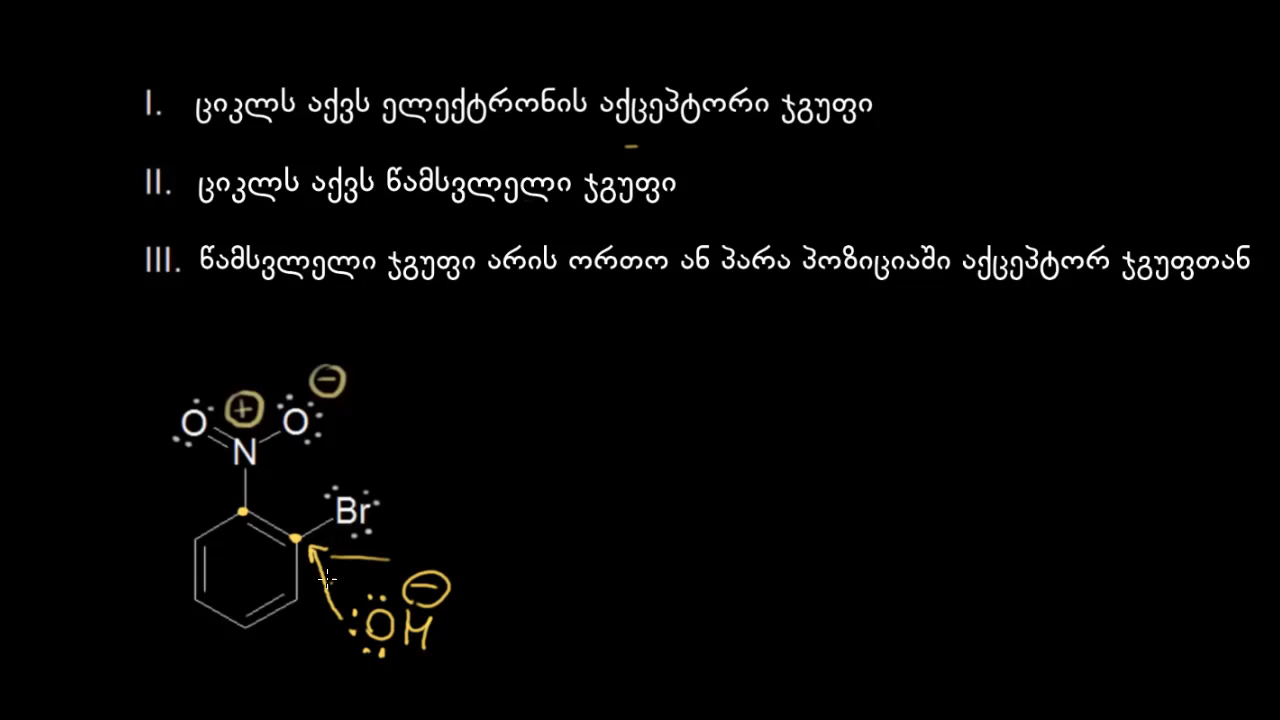 I. ციკლს აქვს ელექტრონის აქცეპტორი ჯგუფი
II. ციკლს აქვს წამსვლელი ჯგუფი
III. წამსვლელი ჯგუფი არის ორთო ან პარა პოზიციაში აქცეპტორ ჯგუფთან
−
O + O
N
Br
−
OH